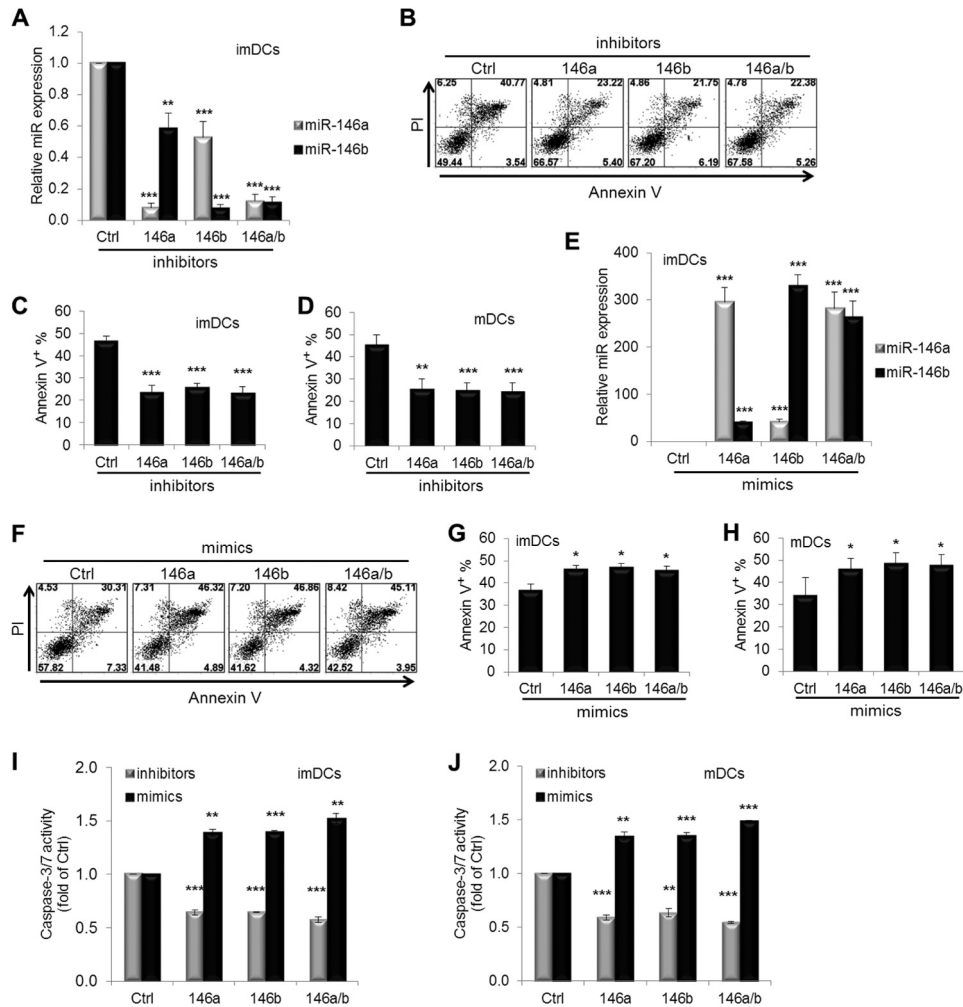 A
Relative miR expression
1.2
1.0
0.8
0.6
0.4
0.2
0.0
imDCs
** ***
*** *** *** ***
miR-146a
miR-146b
Ctrl 146a 146b 146a/b
inhibitors
B
inhibitors
Ctrl 146a 146b 146a/b
6.25 40.77 4.81 23.22 4.86 21.75 4.78 22.38
PI
49.44 3.54 66.57 5.40 67.20 6.19 67.58 5.26
Annexin V
C
Annexin V+ %
60
50
40
30
20
10
0
imDCs
*** *** ***
Ctrl 146a 146b 146a/b
inhibitors
D
Annexin V+ %
60
50
40
30
20
10
0
mDCs
** *** ***
Ctrl 146a 146b 146a/b
inhibitors
E
Relative miR expression
400
300
200
100
0
imDCs
*** *** *** ***
*** ***
miR-146a
miR-146b
Ctrl 146a 146b 146a/b
mimics
F
mimics
Ctrl 146a 146b 146a/b
4.53 30.31 7.31 46.32 7.20 46.86 8.42 45.11
PI
57.82 7.33 41.48 4.89 41.62 4.32 42.52 3.95
Annexin V
G
Annexin V+ %
60
50
40
30
20
10
0
imDCs
* * *
Ctrl 146a 146b 146a/b
mimics
H
Annexin V+ %
60
50
40
30
20
10
0
mDCs
* * *
Ctrl 146a 146b 146a/b
mimics
I
Caspase-3/7 activity
(fold of Ctrl)
2.0
1.5
1.0
0.5
0.0
inhibitors
mimics
imDCs
** *** **
*** *** ***
Ctrl 146a 146b 146a/b
J
Caspase-3/7 activity
(fold of Ctrl)
2.0
1.5
1.0
0.5
0.0
inhibitors
mimics
mDCs
** *** ***
*** ** ***
Ctrl 146a 146b 146a/b